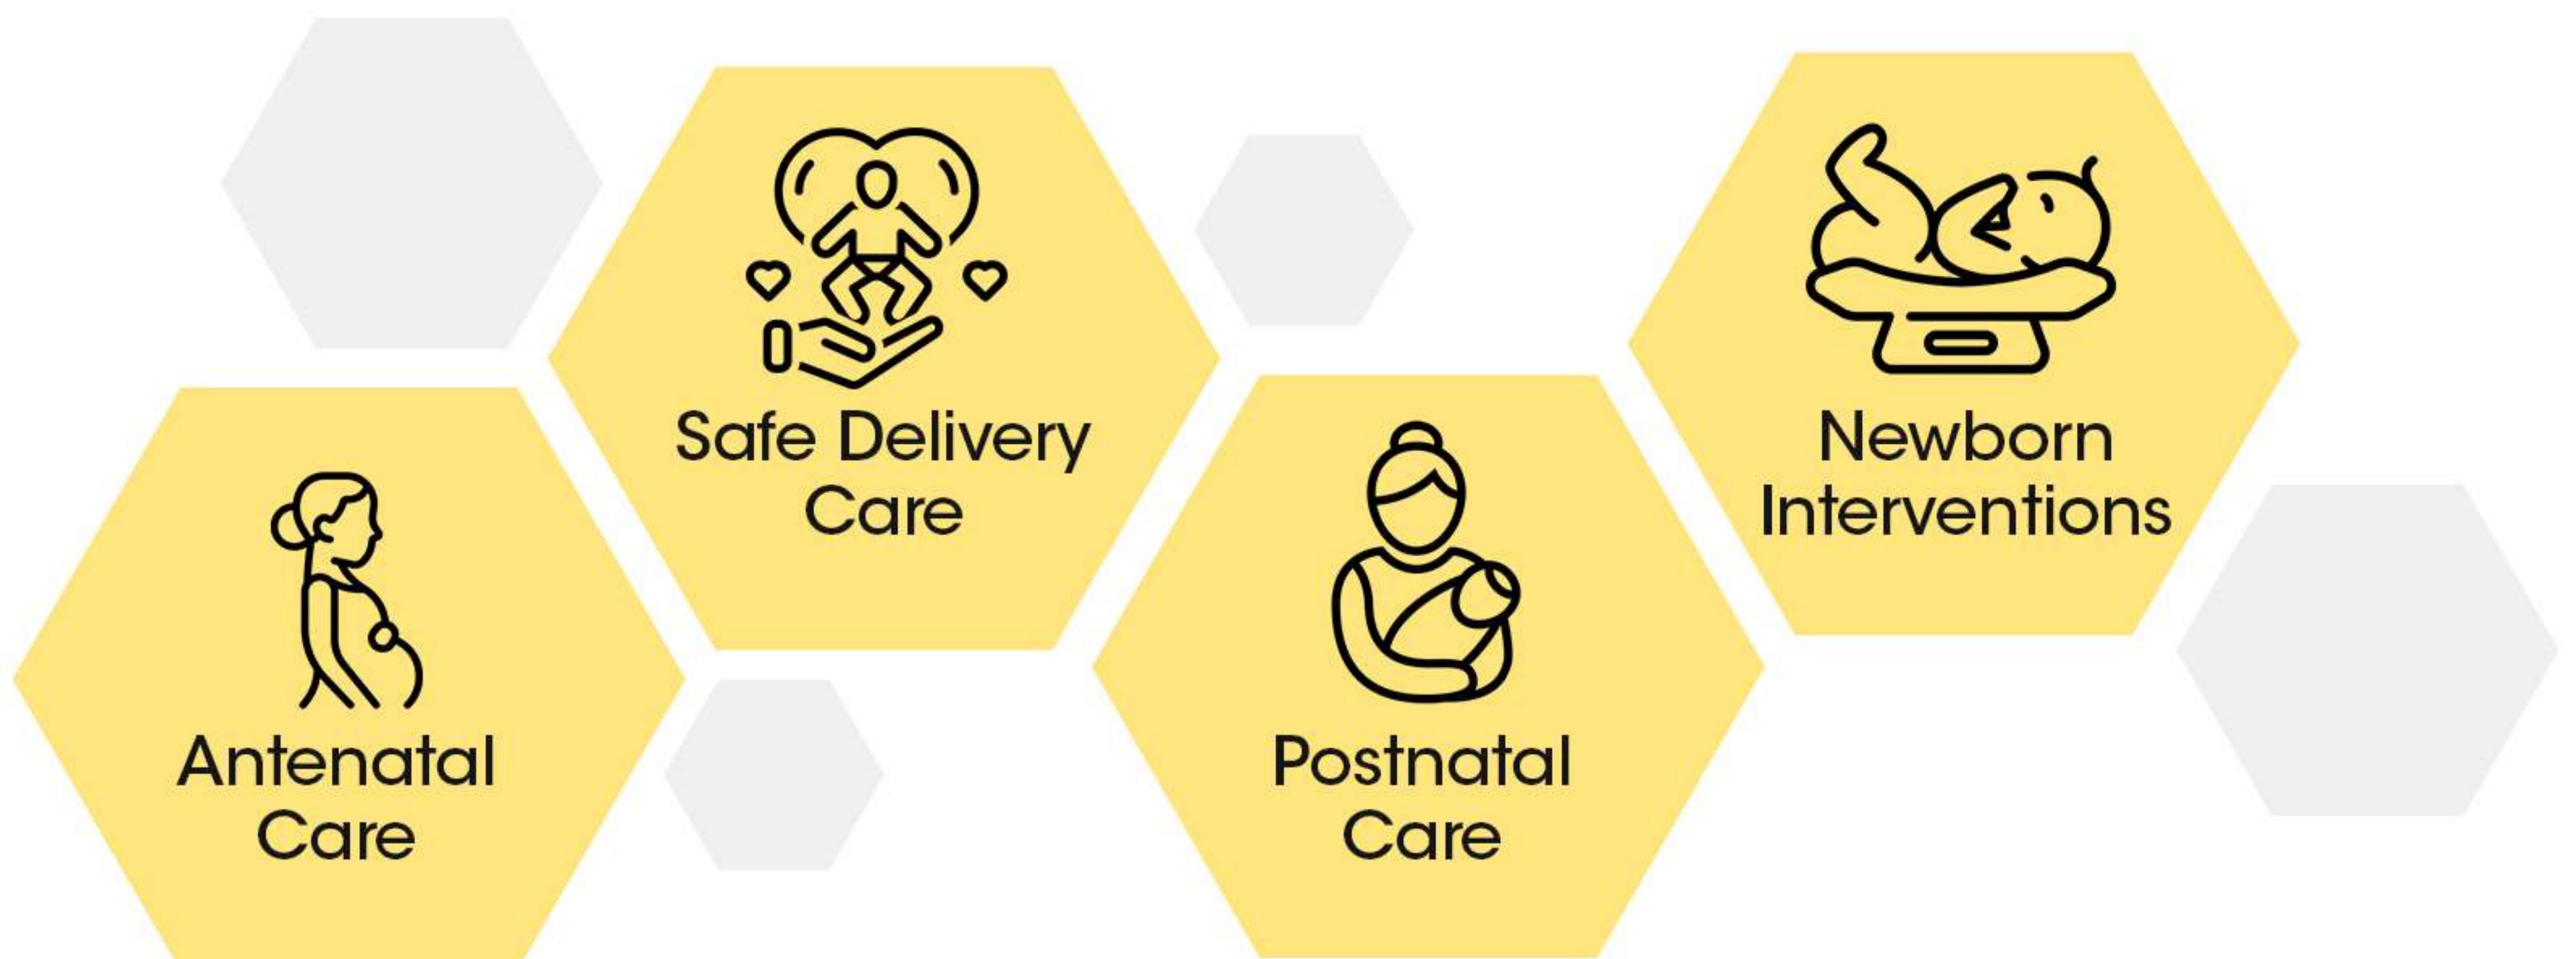 Antenatal
Care
Safe Delivery
Care
Postnatal
Care
Newborn
Interventions